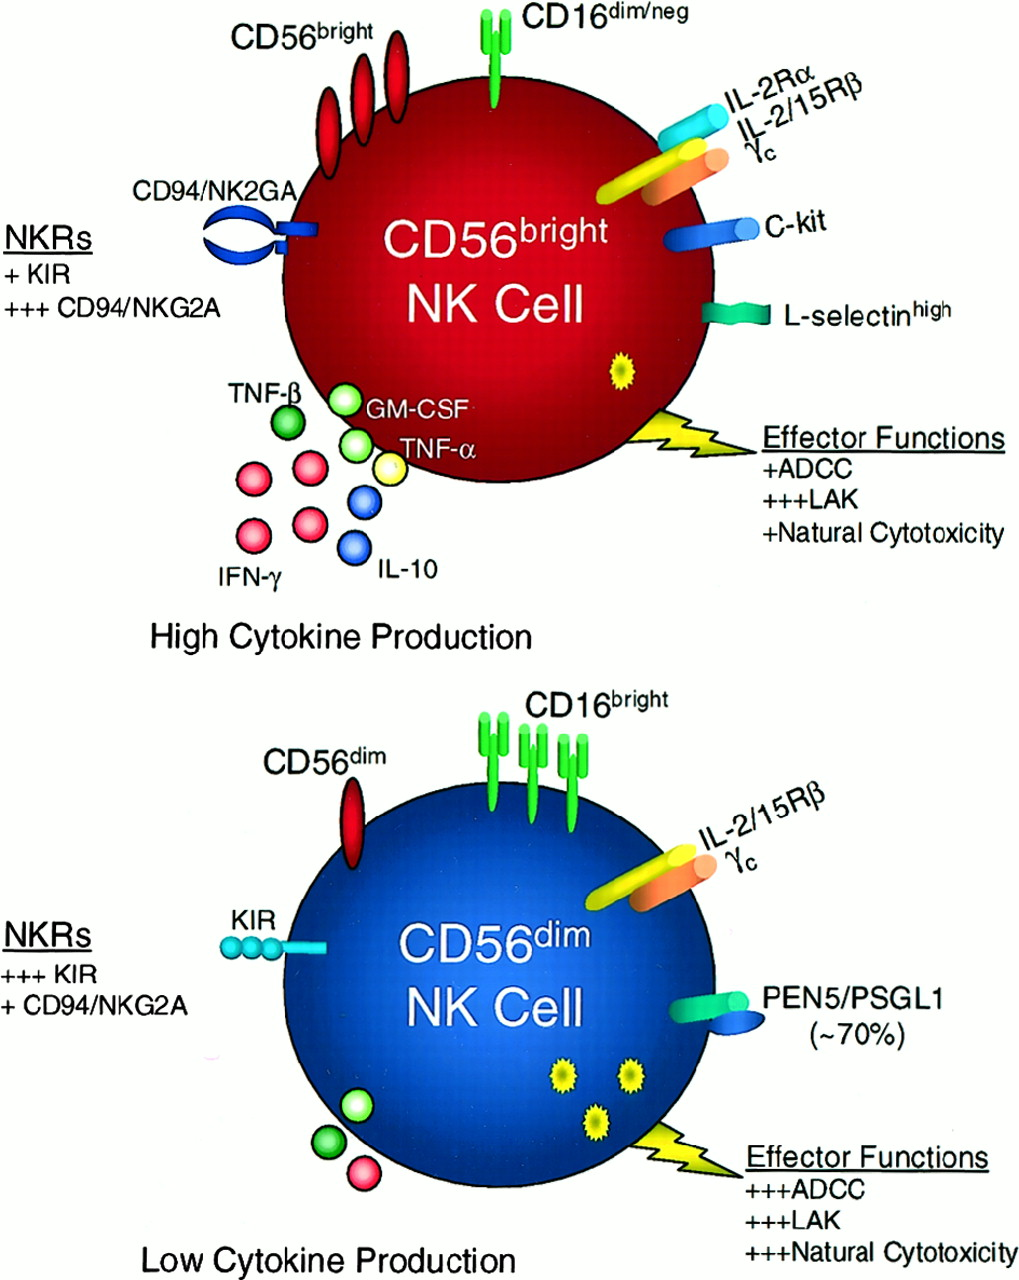 CD56bright
CD16dim/neg
IL-2Rα
IL-2/15Rβ
γc
CD94/NK2GA
NKRs
+ KIR
+++ CD94/NKG2A
CD56bright
NK Cell
C-kit
L-selectinhigh
TNF-β
GM-CSF
TNF-α
IFN-γ
IL-10
Effector Functions
+ADCC
+++LAK
+Natural Cytotoxicity
High Cytokine Production
CD16bright
CD56dim
IL-2/15Rβ
γc
KIR
NKRs
+++ KIR
+ CD94/NKG2A
CD56dim
NK Cell
PEN5/PSGL1
(~70%)
Effector Functions
+++ADCC
+++LAK
+++Natural Cytotoxicity
Low Cytokine Production